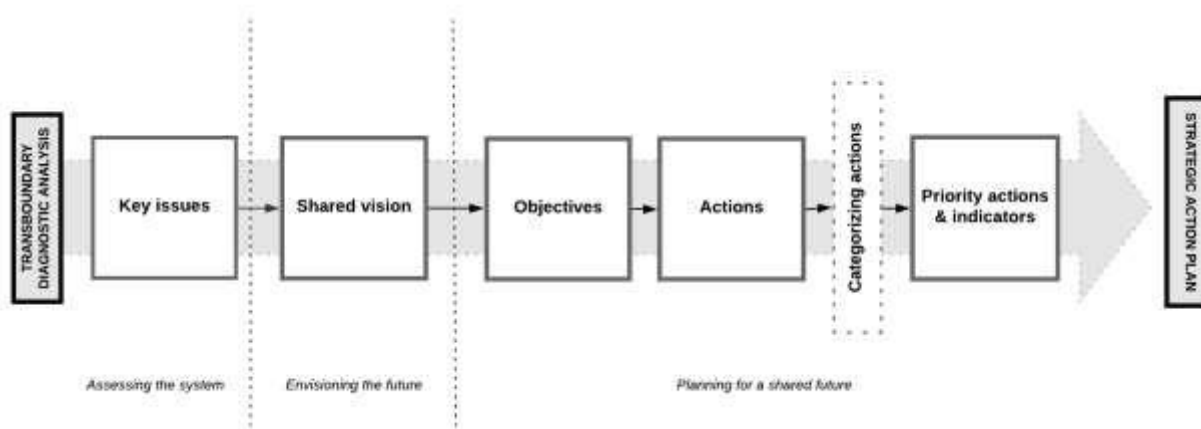 TRANSBOUNDARY
DIAGNOSTIC ANALYSIS
Key issues
Shared vision
Objectives
Actions
Categorizing actions
Priority actions
& indicators
STRATEGIC ACTION PLAN
Assessing the system
Envisioning the future
Planning for a shared future